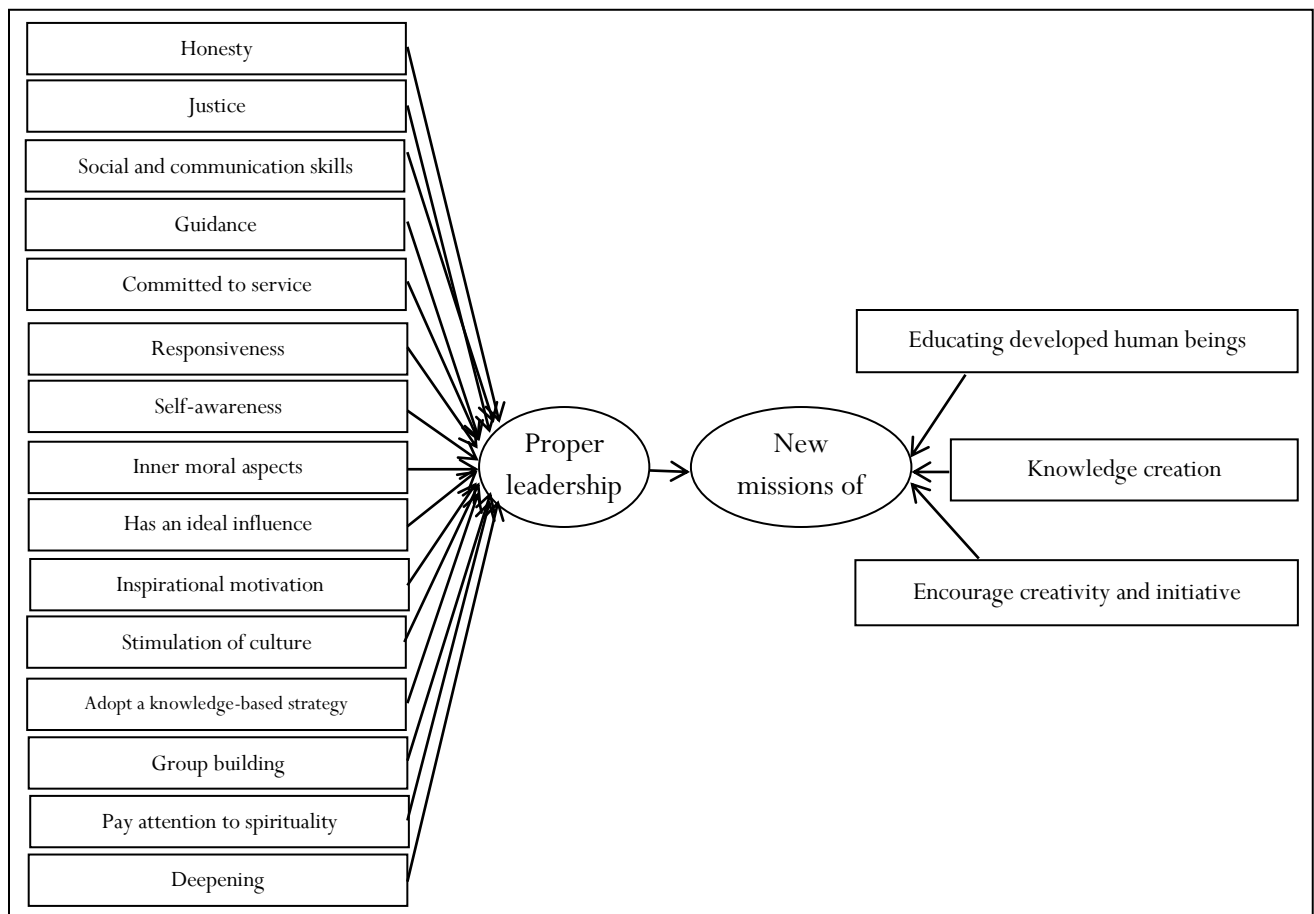 Honesty
Justice
Social and communication skills
Guidance
Committed to service
Responsiveness
Self-awareness
Inner moral aspects
Has an ideal influence
Inspirational motivation
Stimulation of culture
Adopt a knowledge-based strategy
Group building
Pay attention to spirituality
Deepening
Proper
leadership
New
missions of
Educating developed human beings
Knowledge creation
Encourage creativity and initiative